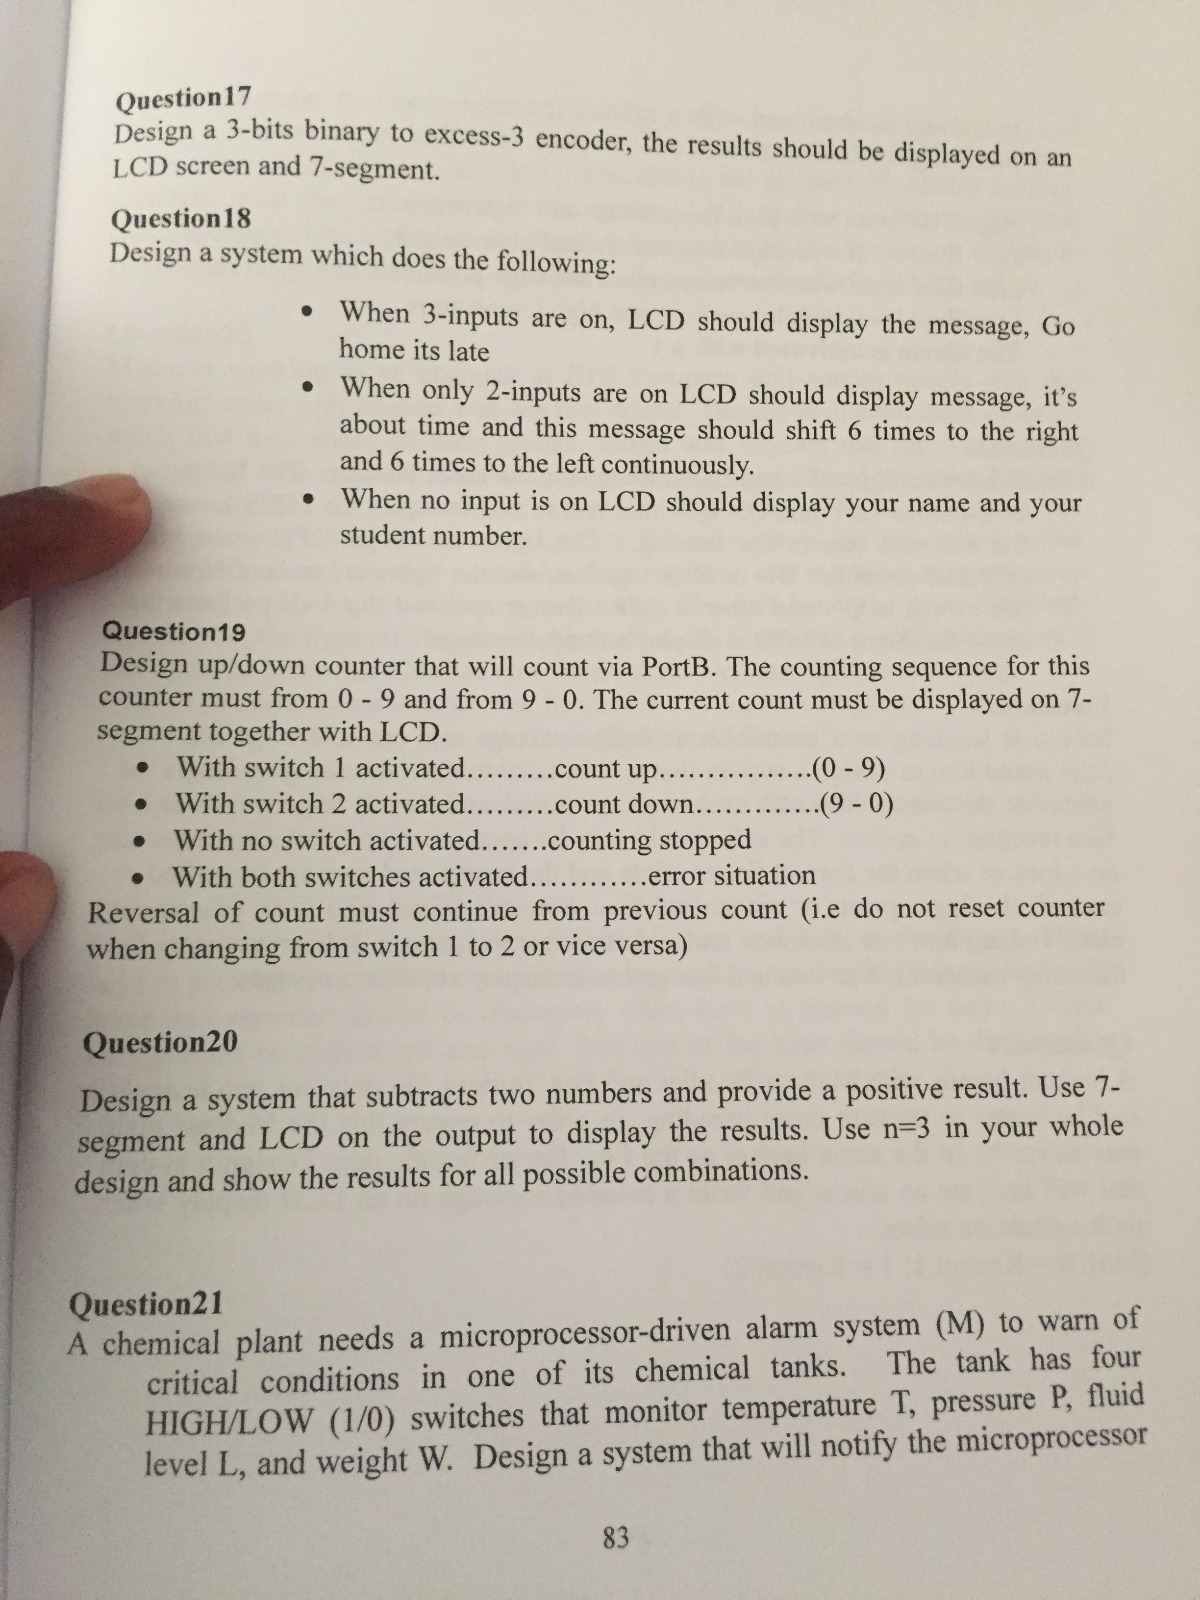 Question17
Design a 3-bits binary to excess-3 encoder, the results should be displayed on an
LCD screen and 7-segment.
Question18
Design a system which does the following:
• When 3-inputs are on, LCD should display the message, Go
home its late
• When only 2-inputs are on LCD should display message, it's
about time and this message should shift 6 times to the right
and 6 times to the left continuously.
• When no input is on LCD should display your name and your
student number.
Question19
Design up/down counter that will count via PortB. The counting sequence for this
counter must from 0 - 9 and from 9 - 0. The current count must be displayed on 7-
segment together with LCD.
• With switch 1 activated.........count up................(0 - 9)
• With switch 2 activated.........count down.............(9 - 0)
• With no switch activated.......counting stopped
• With both switches activated............error situation
Reversal of count must continue from previous count (i.e do not reset counter
when changing from switch 1 to 2 or vice versa)
Question20
Design a system that subtracts two numbers and provide a positive result. Use 7-
segment and LCD on the output to display the results. Use n=3 in your whole
design and show the results for all possible combinations.
Question21
A chemical plant needs a microprocessor-driven alarm system (M) to warn of
critical conditions in one of its chemical tanks. The tank has four
HIGH/LOW (1/0) switches that monitor temperature T, pressure P, fluid
level L, and weight W. Design a system that will notify the microprocessor
83